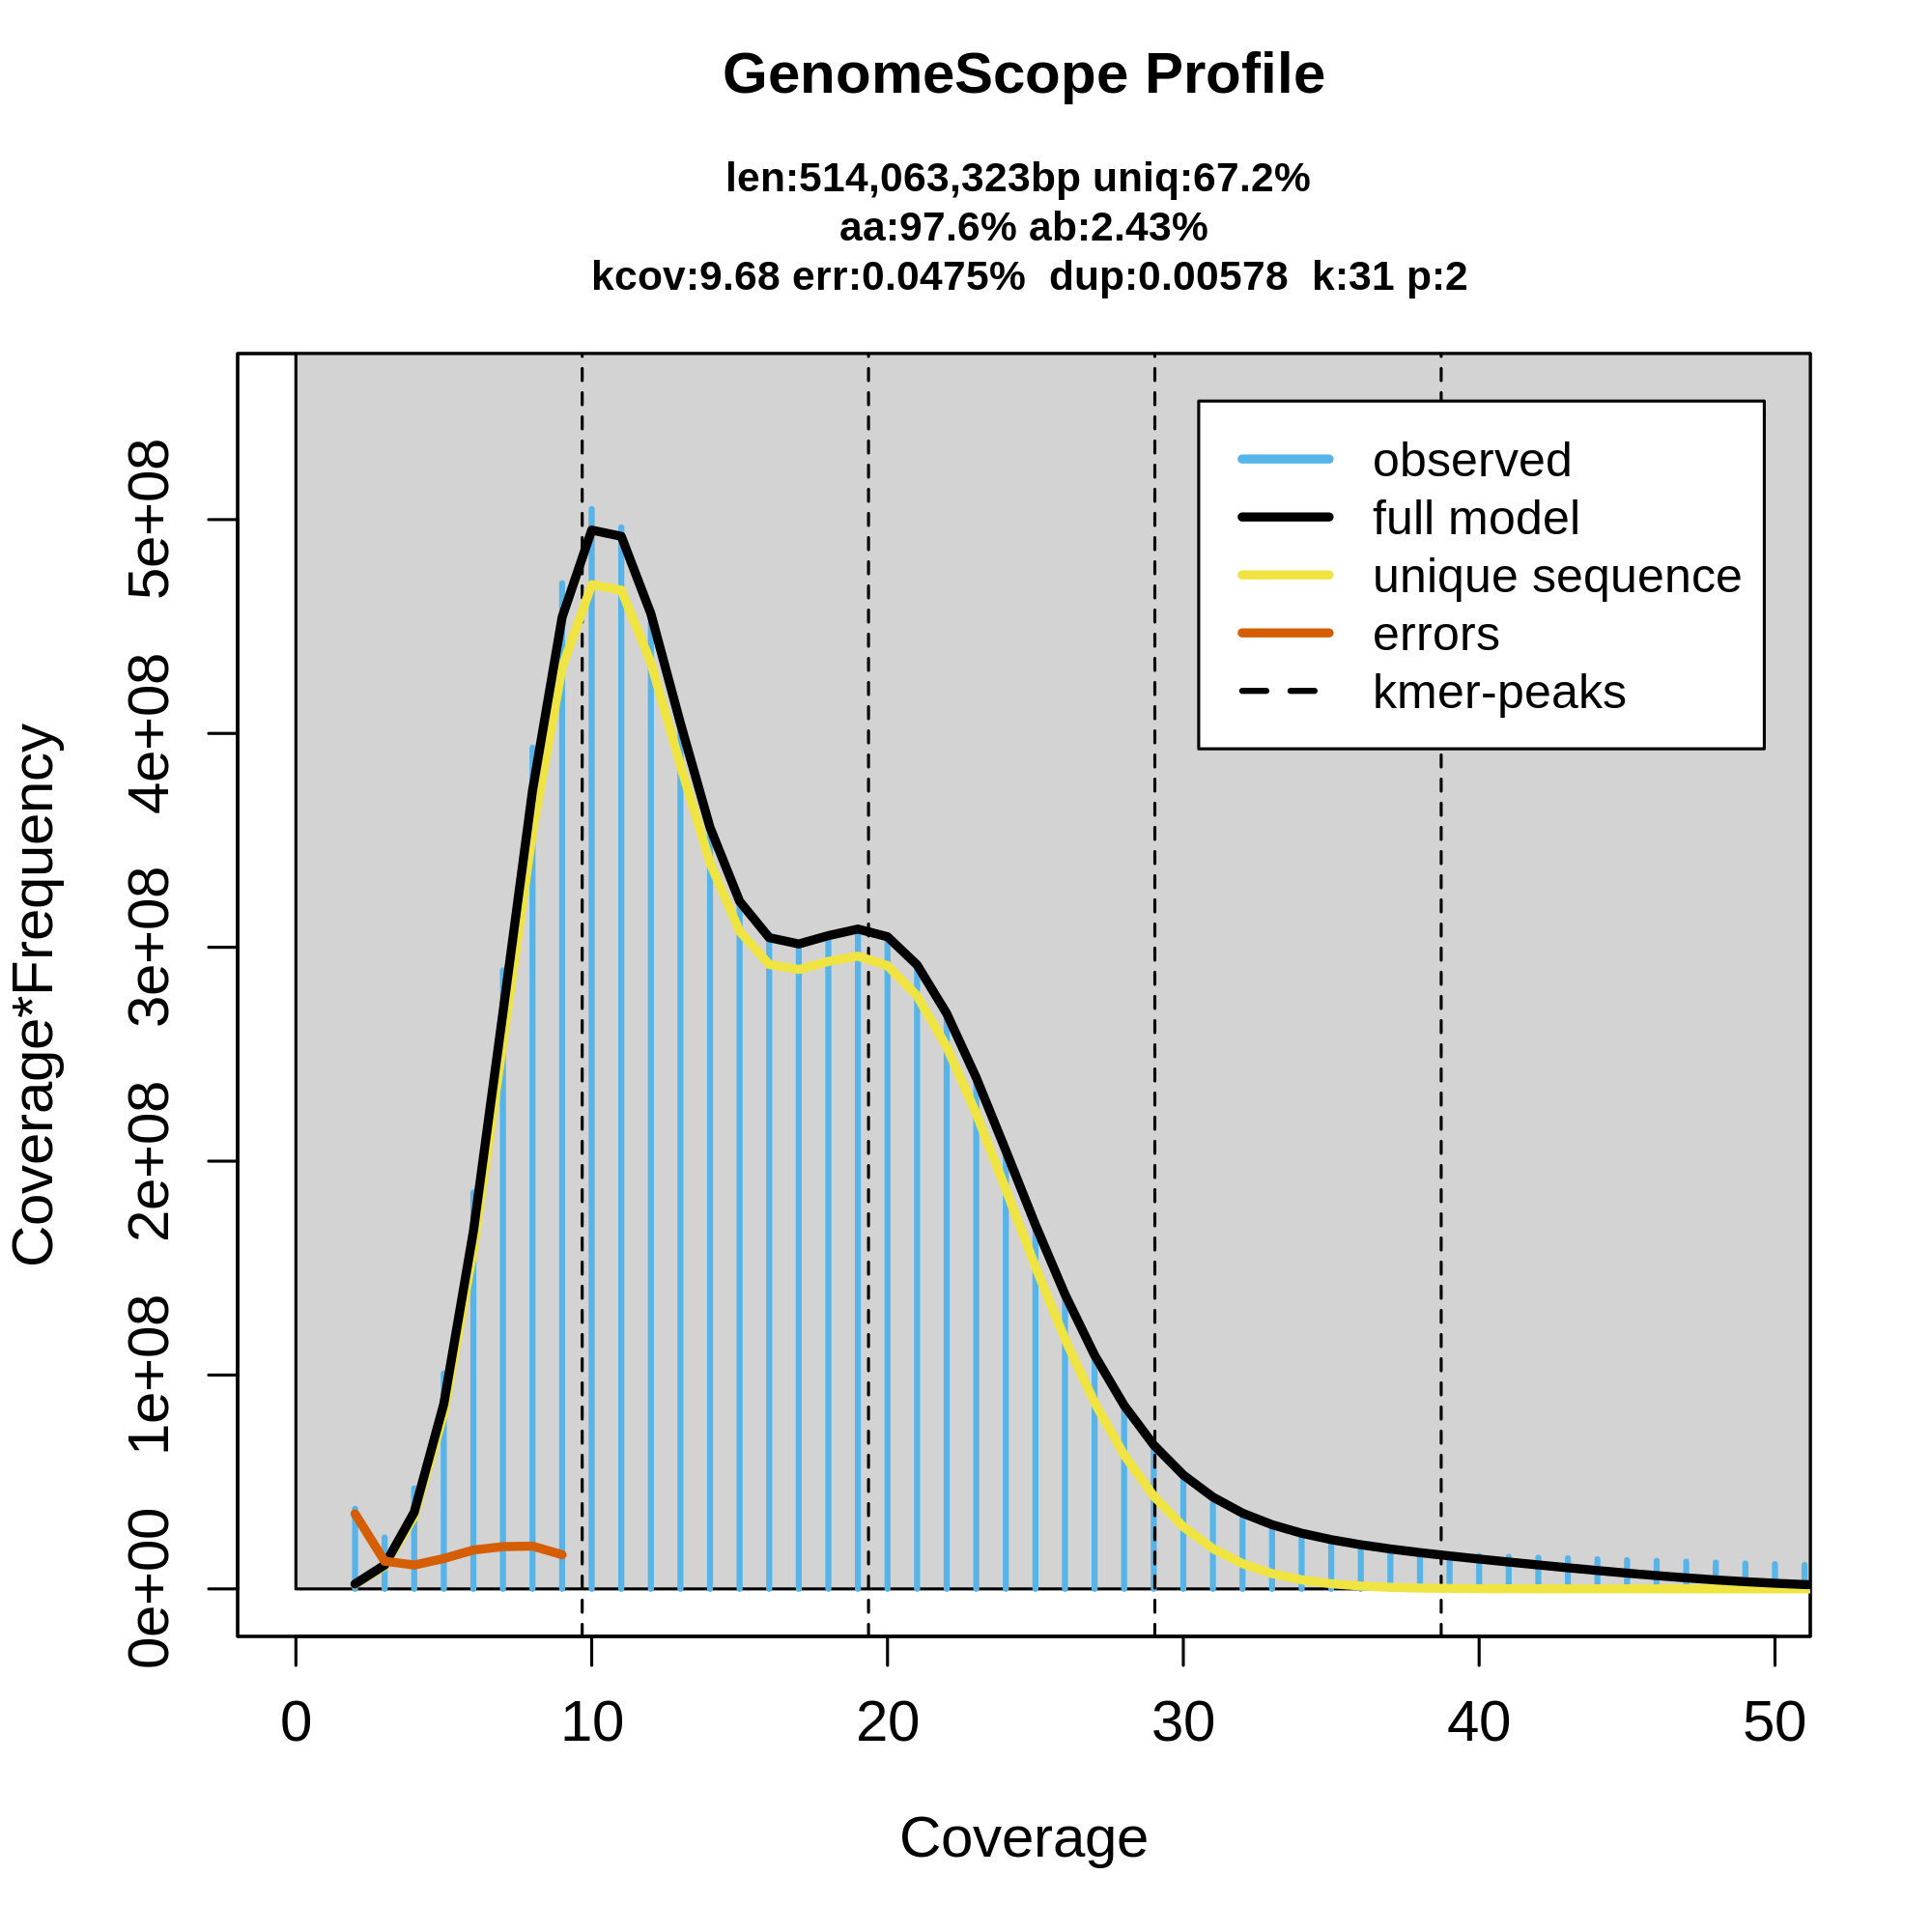 GenomeScope Profile
len:514,063,323bp uniq:67.2%
aa:97.6% ab:2.43%
kcov:9.68 err:0.0475%  dup:0.00578  k:31 p:2
observed
full model
unique sequence
errors
kmer-peaks
Coverage*Frequency
5e+08
4e+08
3e+08
2e+08
1e+08
0e+00
0 10 20 30 40 50
Coverage